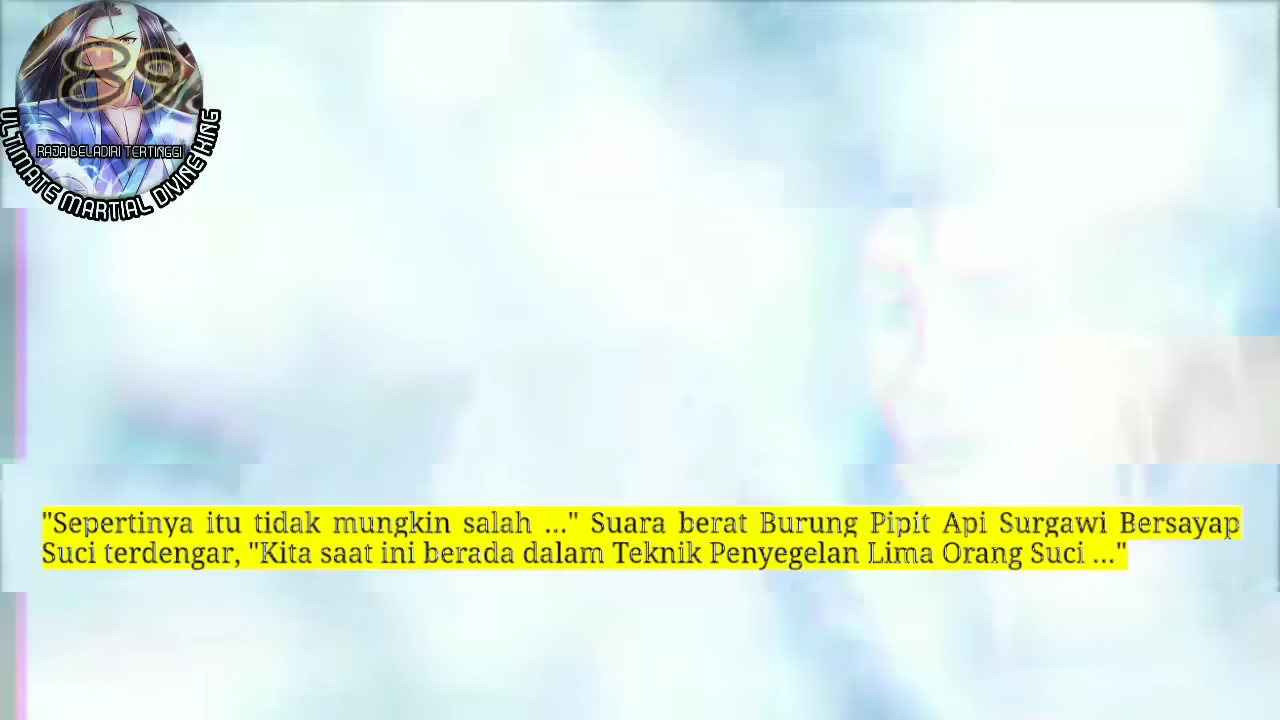 89
RAJA BELADIRI TERTINGGI
ULTIMATE MARTIAL DIVINE KING
"Sepertinya itu tidak mungkin salah ..." Suara berat Burung Pipit Api Surgawi Bersayap
Suci terdengar, "Kita saat ini berada dalam Teknik Penyegelan Lima Orang Suci ..."